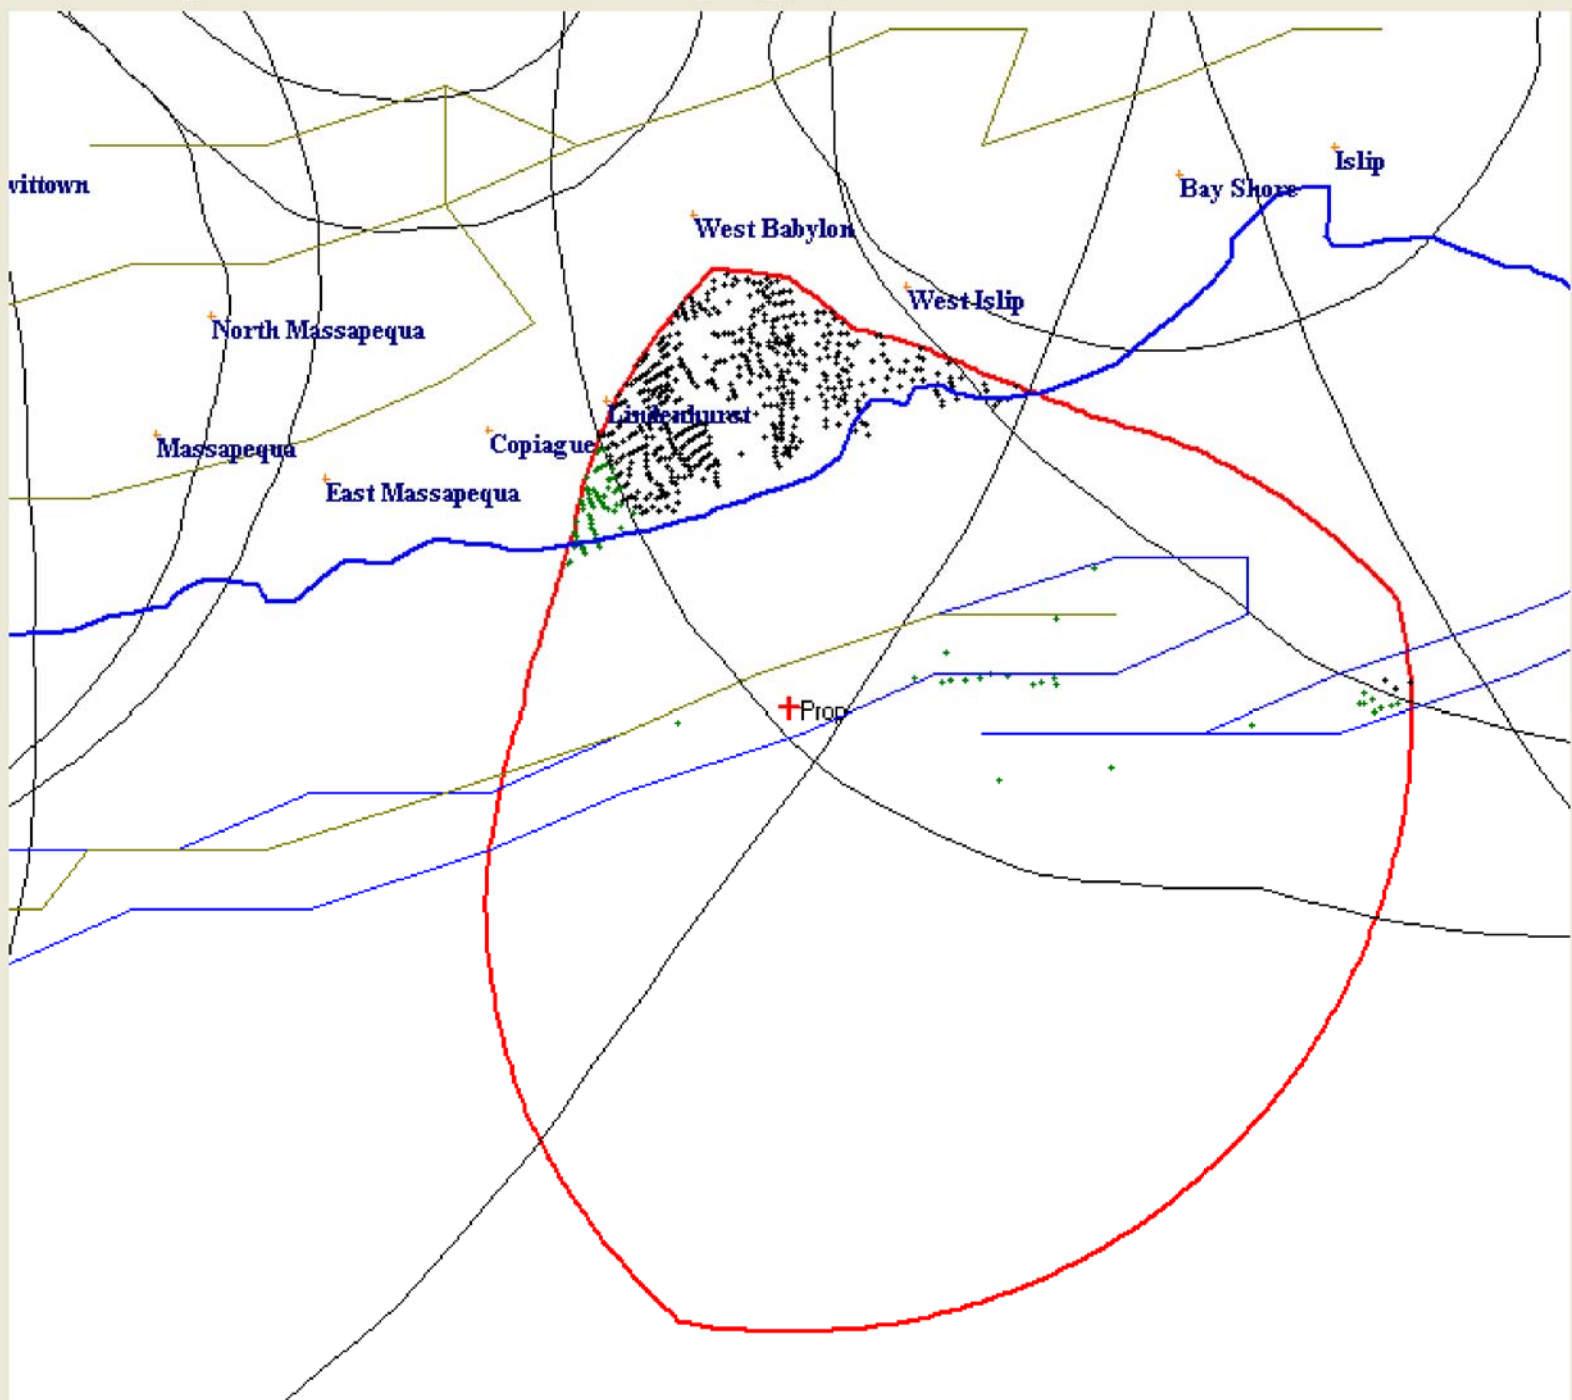 Islip
vittown
Bay Shore
West Babylon
West Islip
North Massapequa
Lindenhurst
Copiague
Massapequa
East Massapequa
Prop